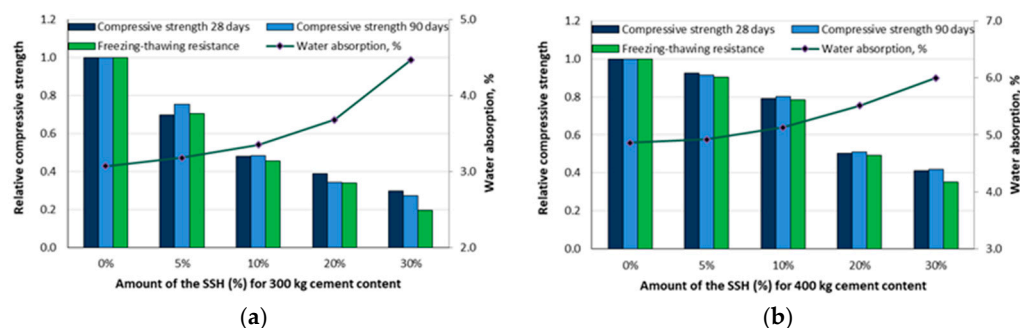 Compressive strength 28 days
Compressive strength 90 days
Freezing-thawing resistance
Water absorption, %
Relative compressive strength
1.2
1.0
0.8
0.6
0.4
0.2
0.0
0%
5%
10%
20%
30%
5.0
4.0
3.0
2.0
Water absorption, %
Amount of the SSH (%) for 300 kg cement content
(a)
Compressive strength 28 days
Compressive strength 90 days
Freezing-thawing resistance
Water absorption, %
Relative compressive strength
1.2
1.0
0.8
0.6
0.4
0.2
0.0
0%
5%
10%
20%
30%
7.0
6.0
5.0
4.0
3.0
Water absorption, %
Amount of the SSH (%) for 400 kg cement content
(b)